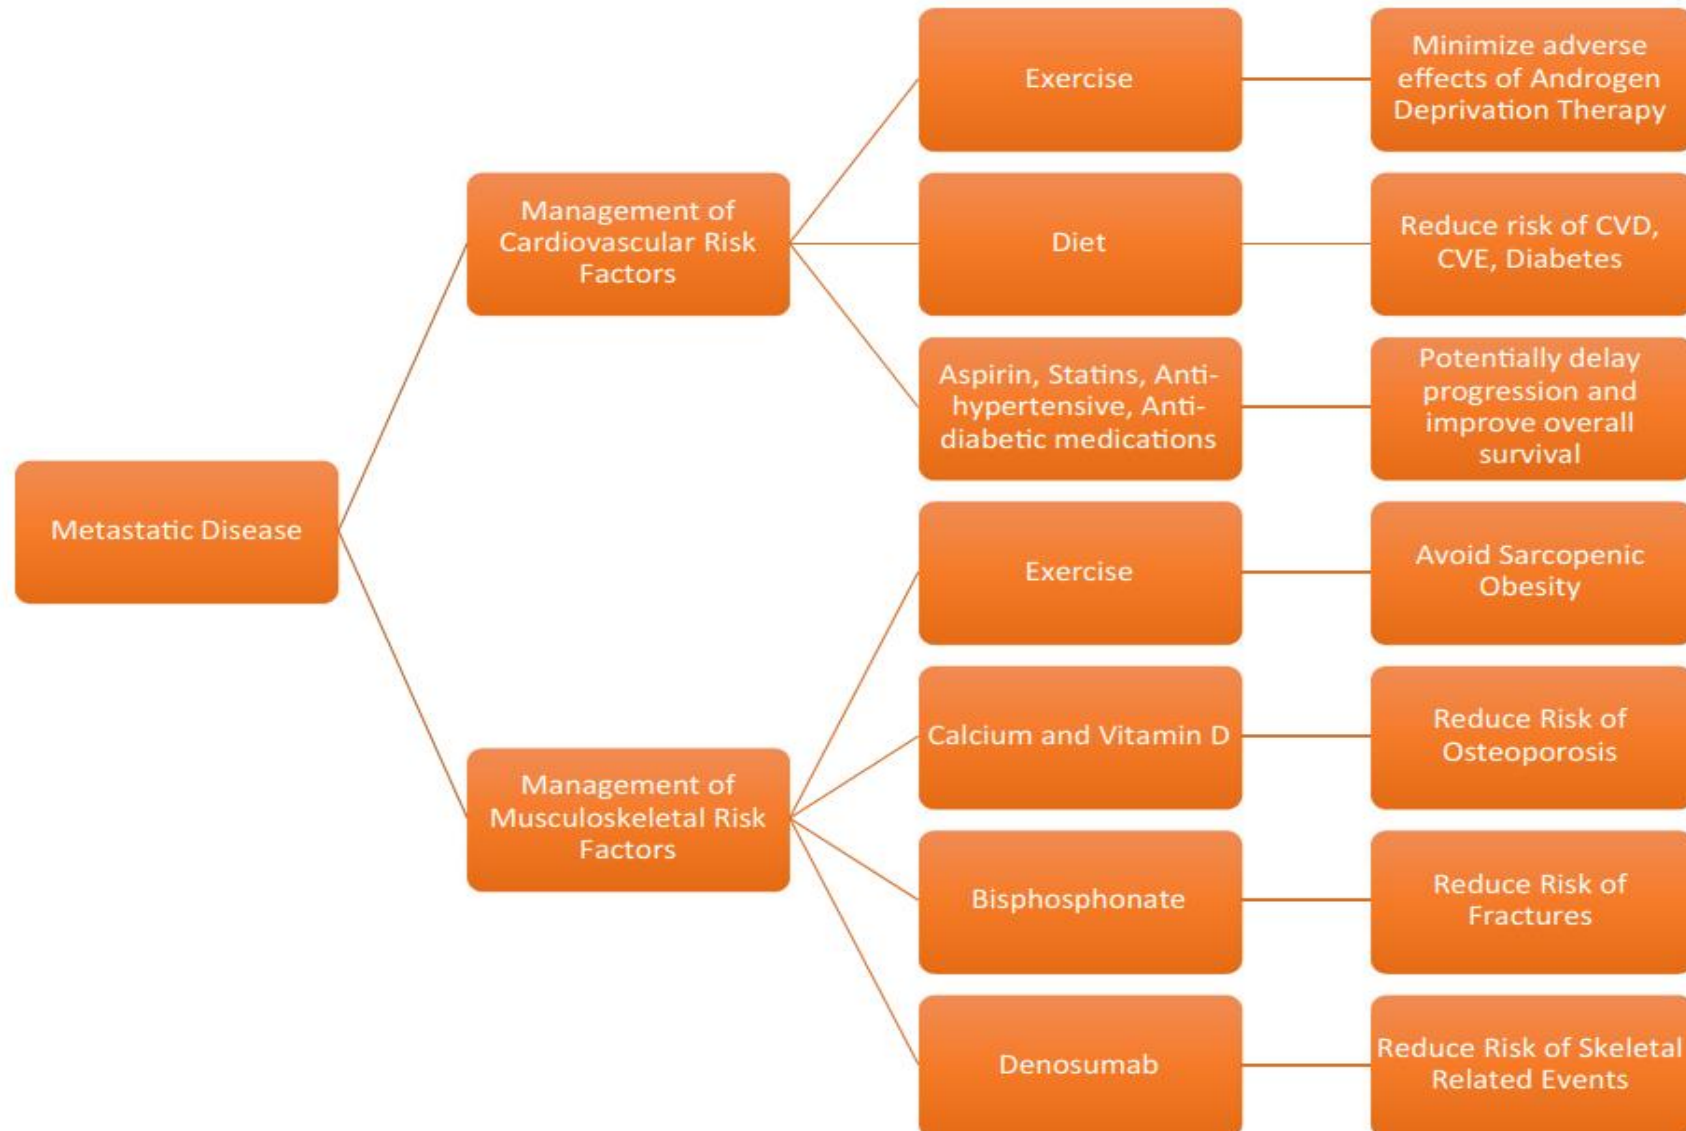 Metastatic Disease
Management of
Cardiovascular Risk
Factors
Exercise
Minimize adverse
effects of Androgen
Deprivation Therapy
Diet
Reduce risk of CVD,
CVE, Diabetes
Aspirin, Statins, Anti-
hypertensive, Anti-
diabetic medications
Potentially delay
progression and
improve overall
survival
Management of
Musculoskeletal Risk
Factors
Exercise
Avoid Sarcopenic
Obesity
Calcium and Vitamin D
Reduce Risk of
Osteoporosis
Bisphosphonate
Reduce Risk of
Fractures
Denosumab
Reduce Risk of Skeletal
Related Events